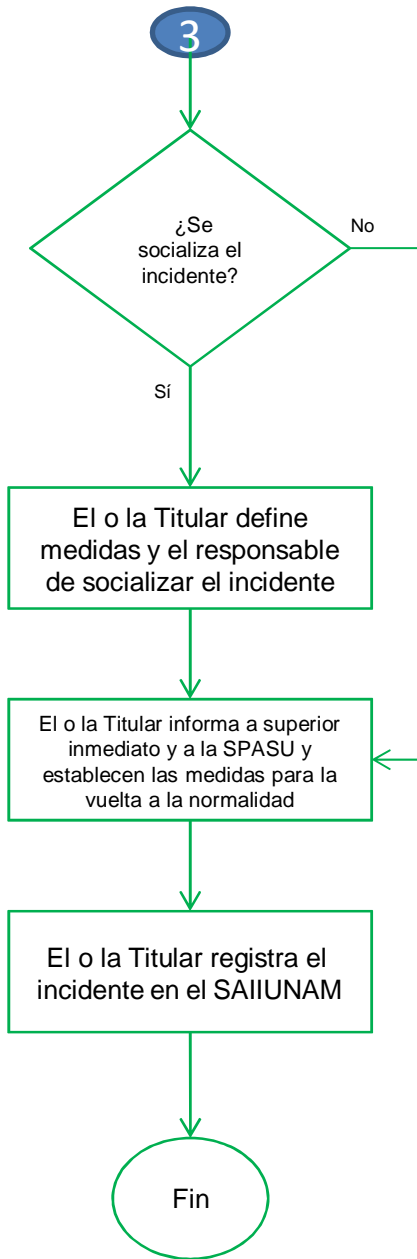 3
¿Se
socializa el
incidente?
No
Sí
El o la Titular define
medidas y el responsable
de socializar el incidente
El o la Titular informa a superior
inmediato y a la SPASU y
establecen las medidas para la
vuelta a la normalidad
El o la Titular registra el
incidente en el SAIIUNAM
Fin